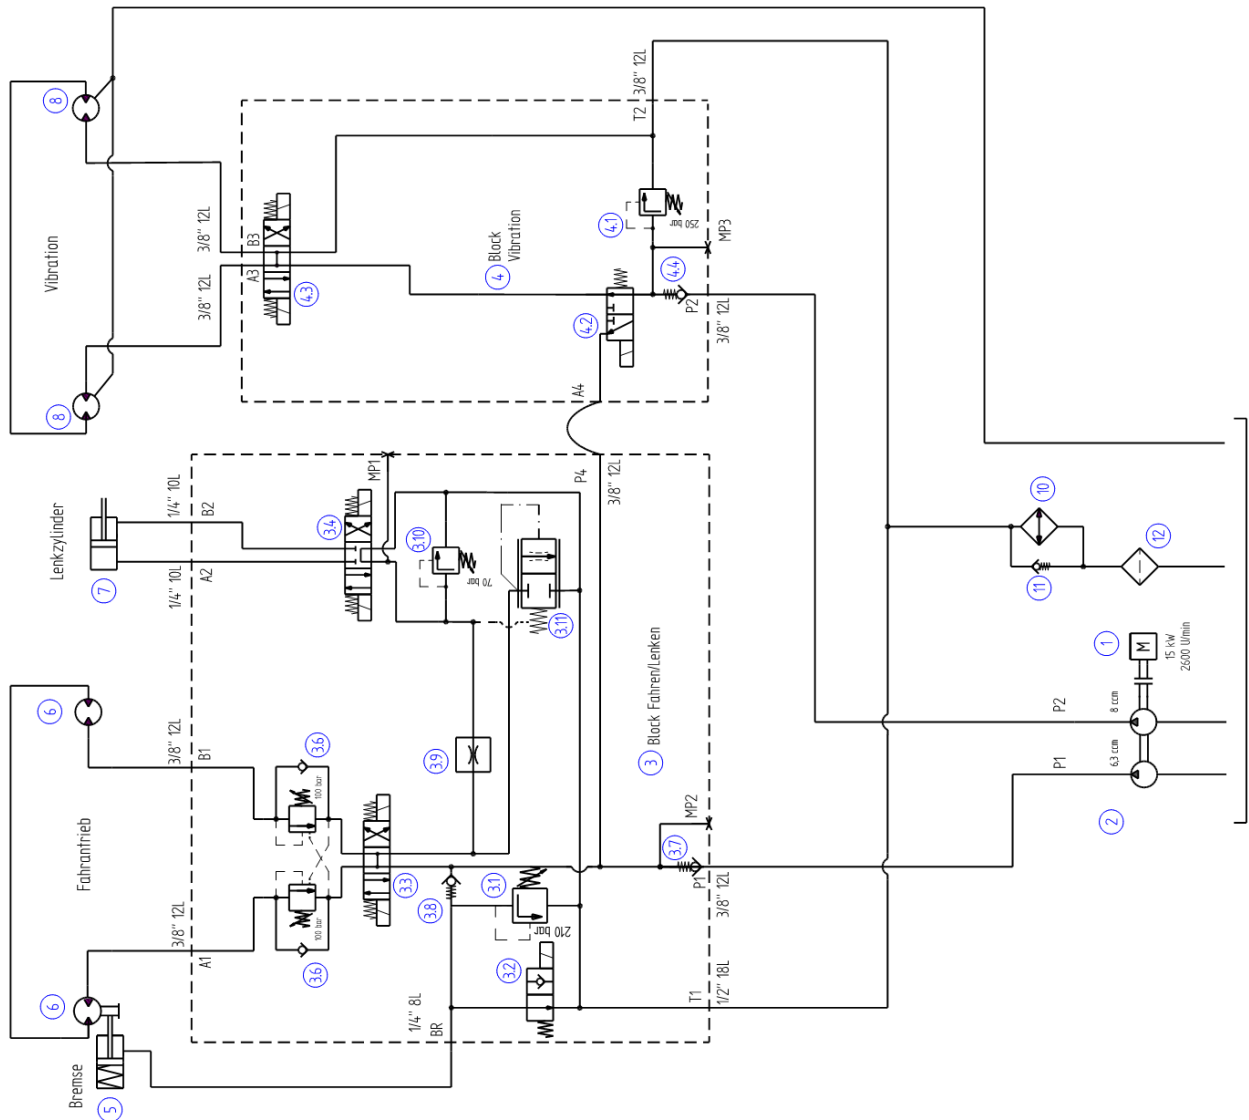 8
Vibration
8
3/8" 12L
3/8" 12L
A3
B3
4.3
4
Block
Vibration
4.2
4.1
250 bar
4.4
MP3
P2
3/8" 12L
T2
3/8" 12L
A4
P4
3/8" 12L
Lenkzylinder
7
1/4" 10L
B2
1/4" 10L
A2
3.4
MP1
3.10
70 bar
3.11
6
Fahrantrieb
6
3/8" 12L
B1
3/8" 12L
A1
3.6
100 bar
3.6
100 bar
3.3
3.9
3
Block Fahren/Lenken
3.8
3.1
210 bar
3.2
3.7
MP2
P1
3/8" 12L
T1
1/2" 18L
1/4" 8L
BR
Bremse
5
10
11
12
1
M
15 kW
2600 U/min
P2
8 ccm
P1
6,3 ccm
2